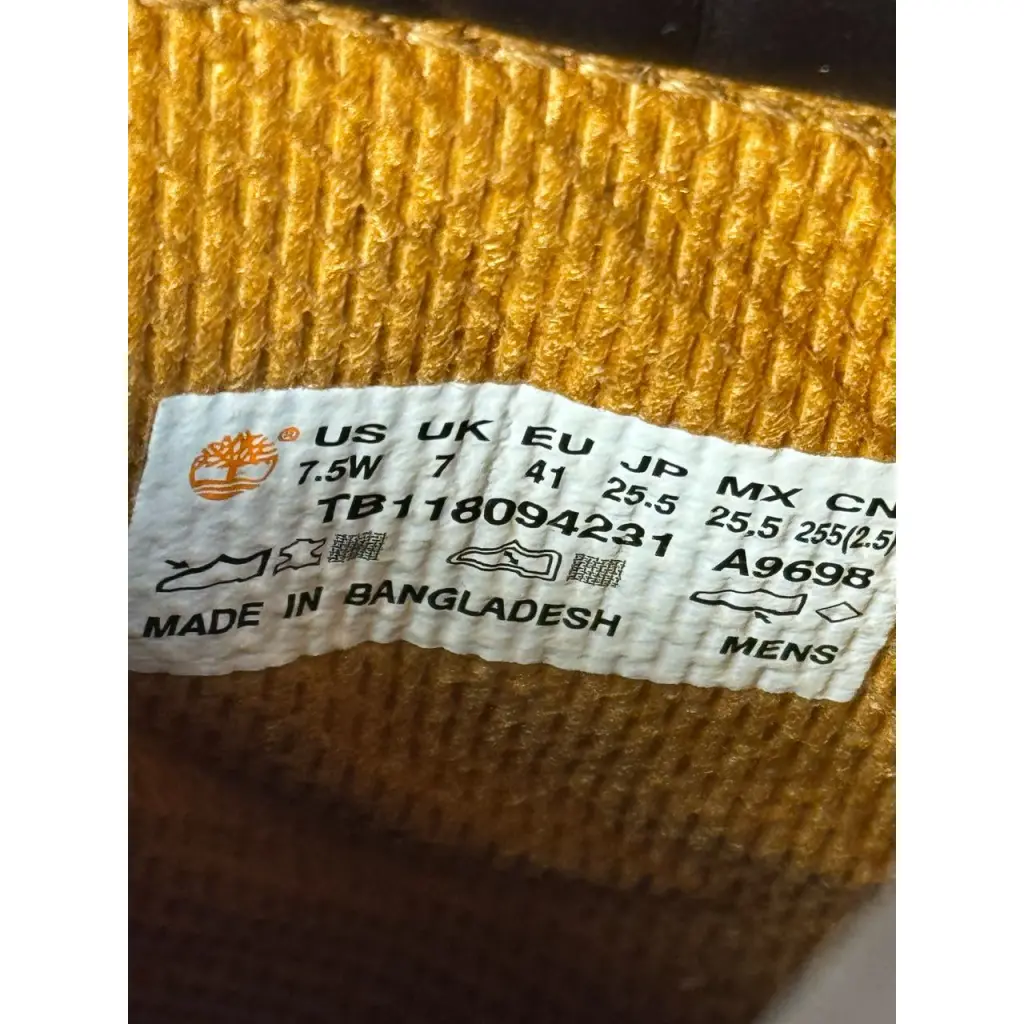 ® US UK EU JP MX CN
7.5W 7 41 25.5 25,5 255(2.5)
TB118094231 A9698
MADE IN BANGLADESH MENS